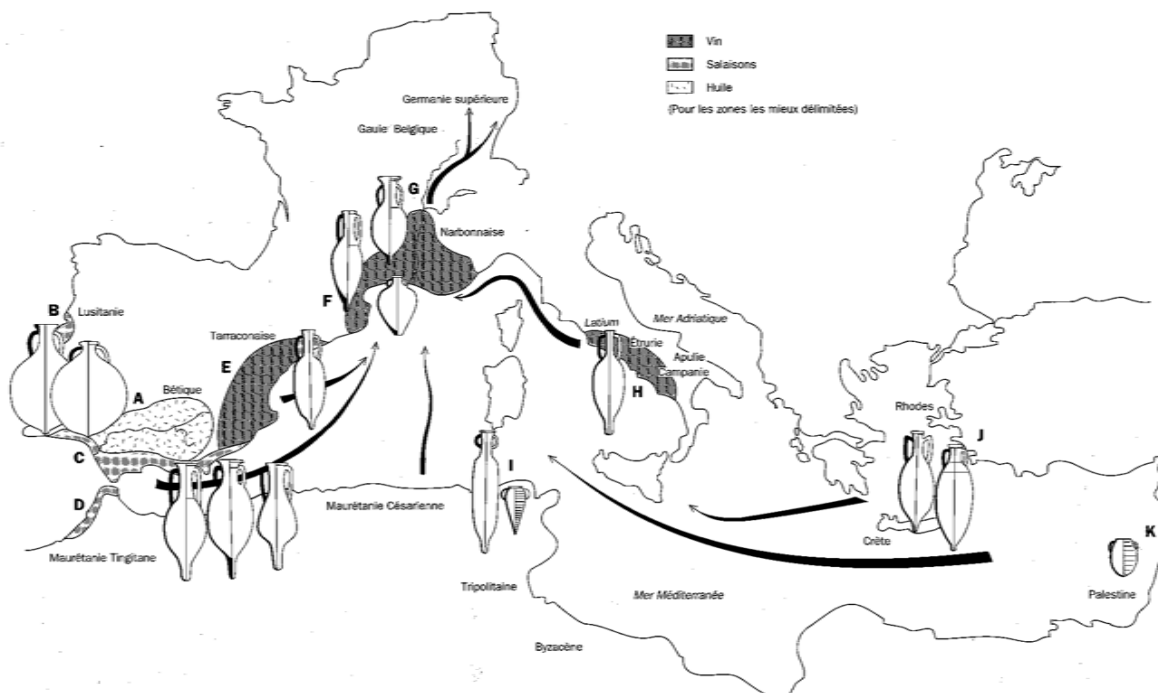 Vin
Salaisons
Huile
(Pour les zones les mieux délimitées)
Germanie supérieure
Gaule Belgique
G
Narbonnaise
F
B
Lusitanie
Tarraconaise
E
A
Bétique
C
D
Latium
Étrurie
Mer Adriatique
Apulie
Campanie
H
Rhodes
J
I
Maurétanie Césarienne
Maurétanie Tingitane
Crète
K
Palestine
Tripolitaine
Mer Méditerranée
Byzacène